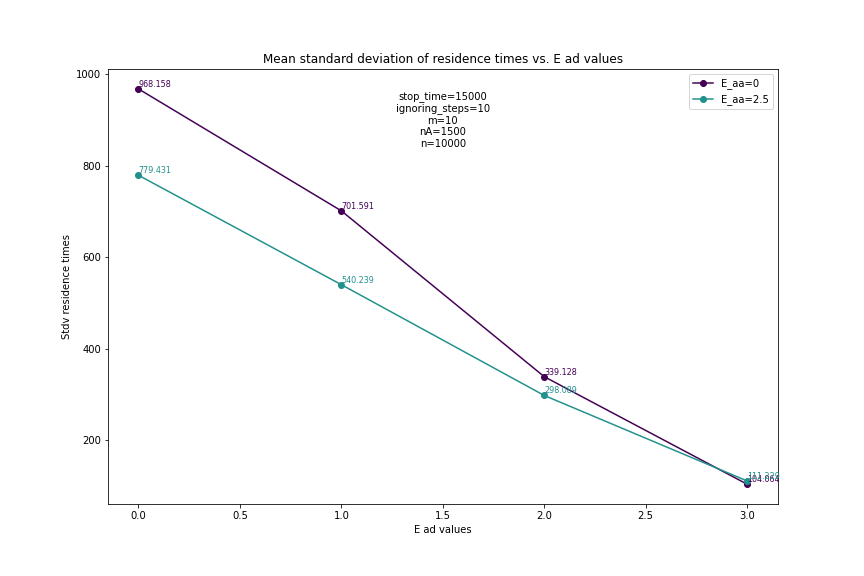 Mean standard deviation of residence times vs. E ad values
1000
800
600
400
200
Stdv residence times
968.158
779.431
701.591
540.239
339.128
104.064
stop_time=15000
ignoring_steps=10
m=10
nA=1500
n=10000
E_aa=0
E_aa=2.5
0.0
0.5
1.0
1.5
2.0
2.5
3.0
E ad values